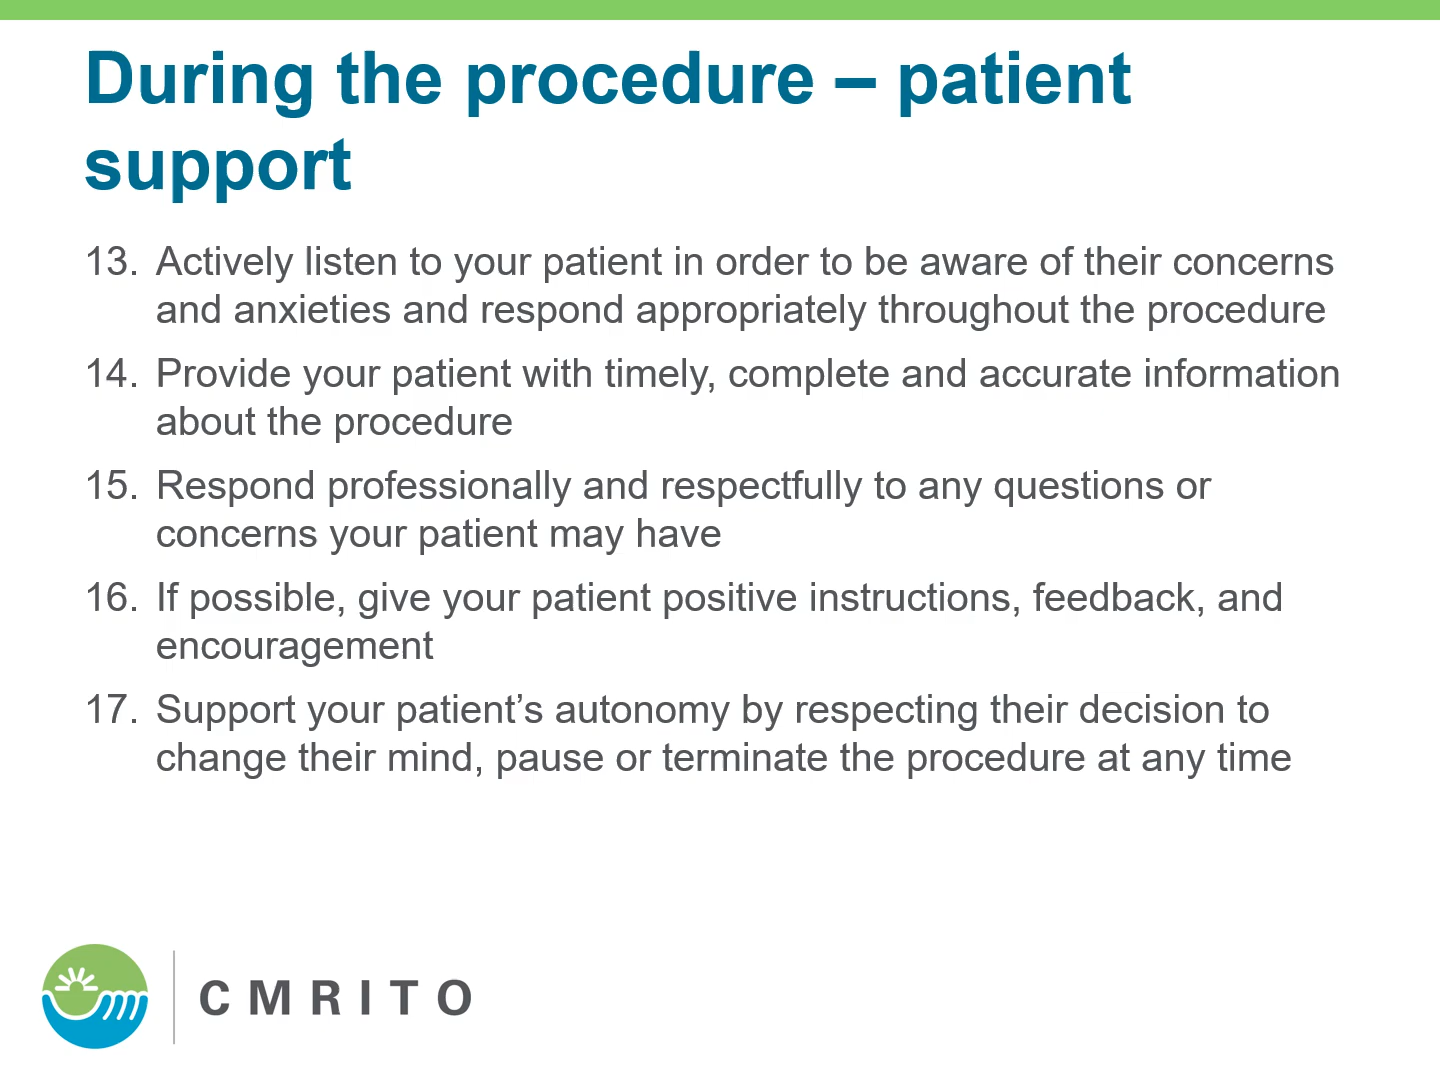 During the procedure – patient
support
13. Actively listen to your patient in order to be aware of their concerns
and anxieties and respond appropriately throughout the procedure
14. Provide your patient with timely, complete and accurate information
about the procedure
15. Respond professionally and respectfully to any questions or
concerns your patient may have
16. If possible, give your patient positive instructions, feedback, and
encouragement
17. Support your patient’s autonomy by respecting their decision to
change their mind, pause or terminate the procedure at any time
CMRITO